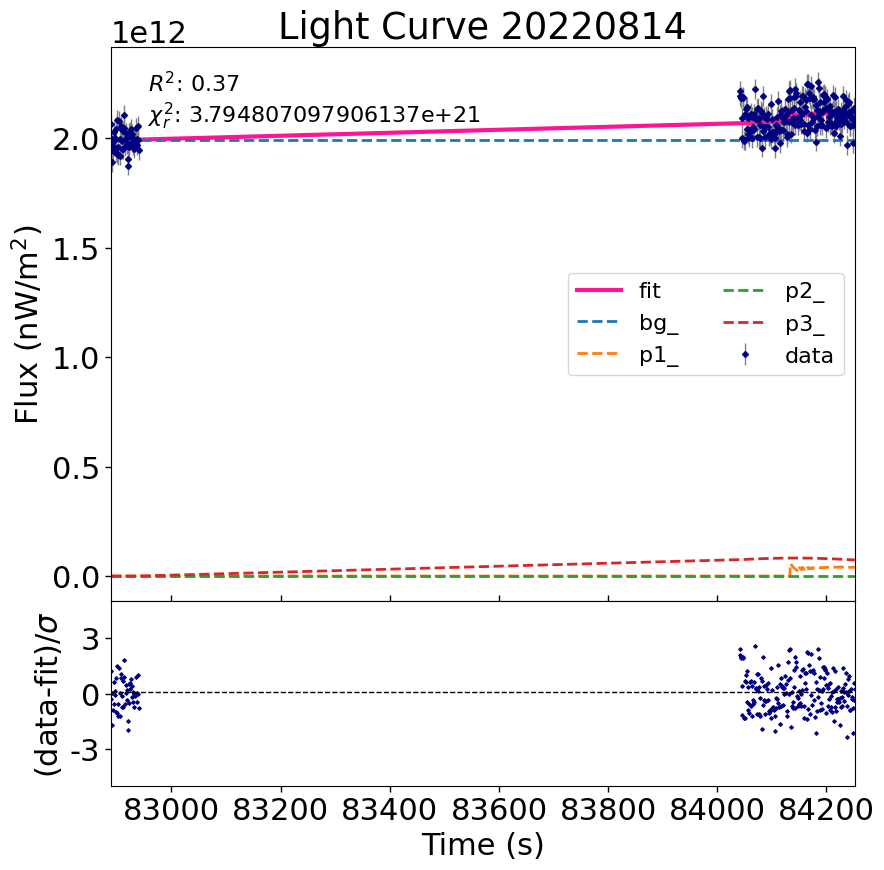 Light Curve 20220814
1e12
R²: 0.37
χ²ᵣ: 3.794807097906137e+21
2.0
1.5
1.0
0.5
0.0
Flux (nW/m²)
fit
bg_
p1_
p2_
p3_
data
3
0
-3
(data-fit)/σ
83000 83200 83400 83600 83800 84000 84200
Time (s)